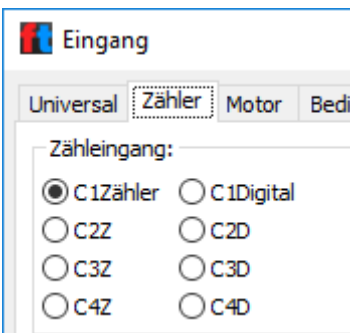 ft Eingang
Universal Zähler Motor Bedi
Zähleingang:
C1Zähler C1Digital
C2Z C2D
C3Z C3D
C4Z C4D